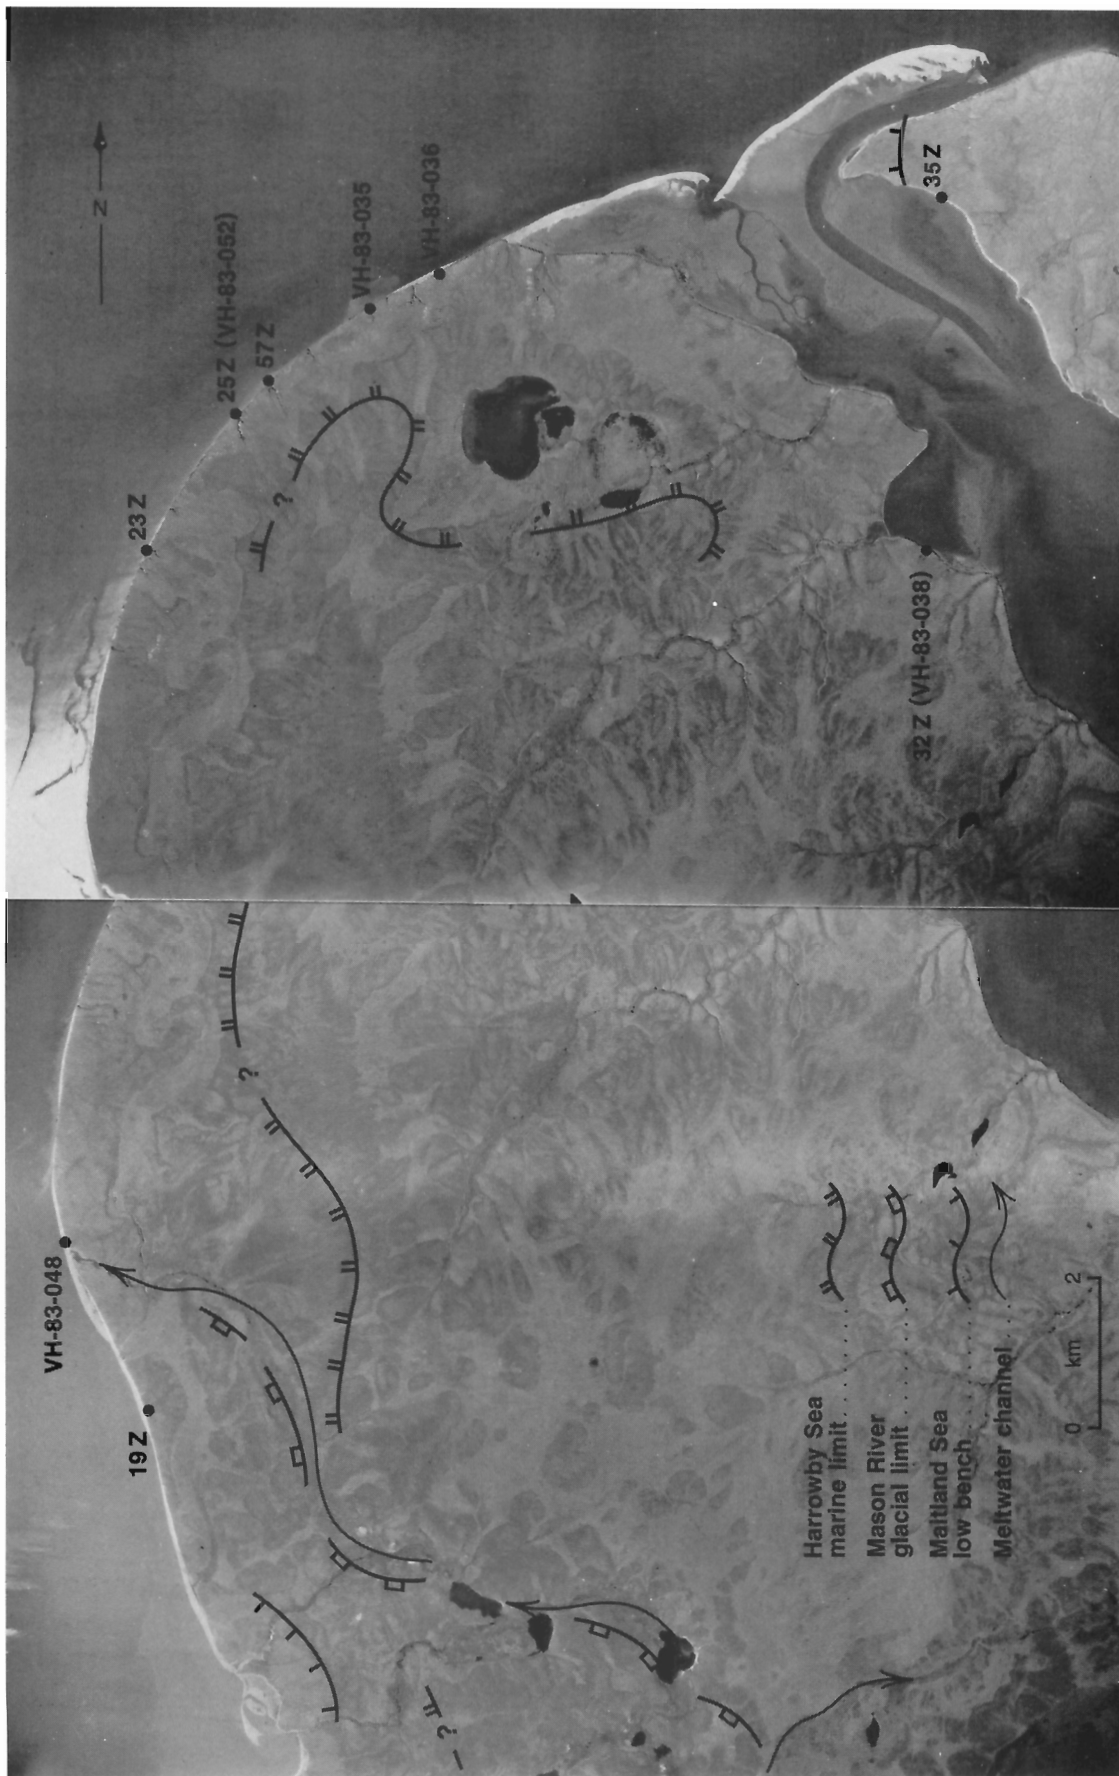 N
25Z (VH-83-052)
57Z
VH-83-035
VH-83-036
23Z
35Z
?
32Z (VH-83-038)
?
VH-83-048
19Z
?
Harrowby Sea
marine limit..........
Mason River
glacial limit.......
Maitland Sea
low bench......
Meltwater channel....
0 km 2